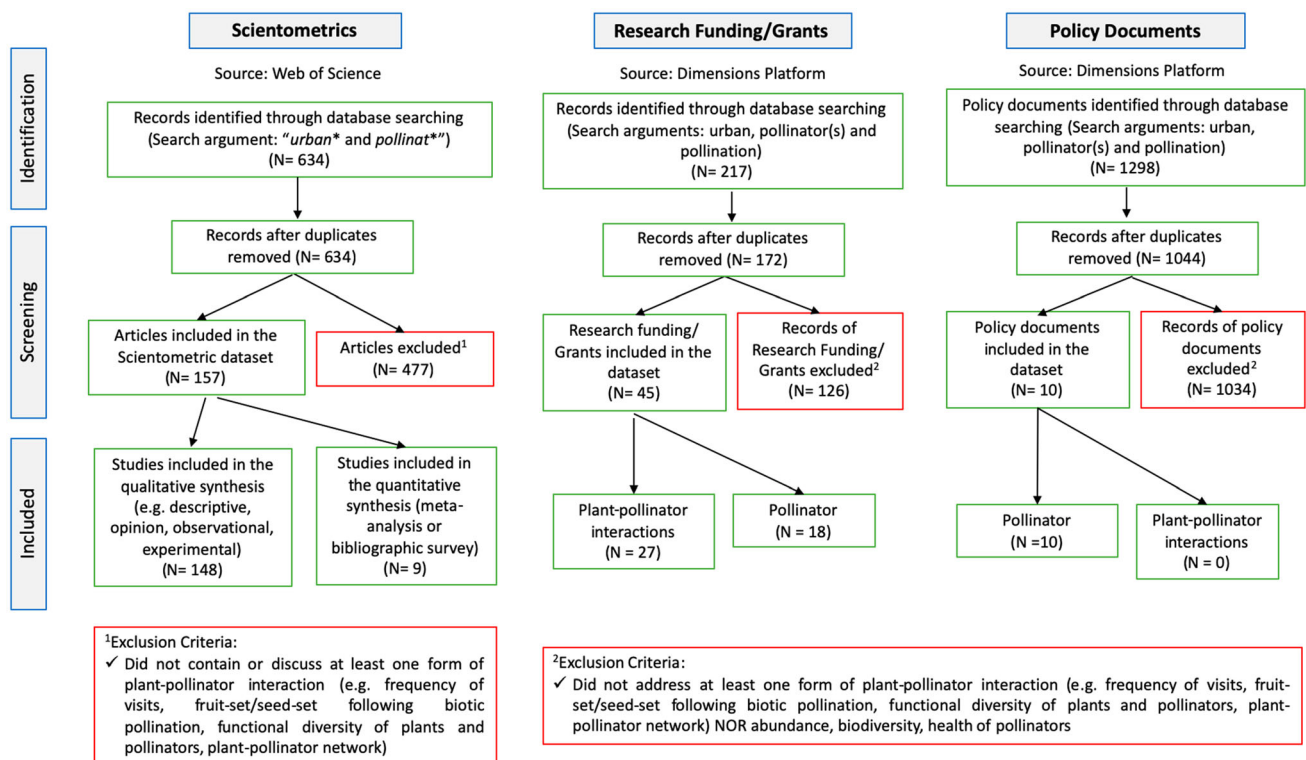 Scientometrics
Research Funding/Grants
Policy Documents
Identification
Source: Web of Science
Source: Dimensions Platform
Source: Dimensions Platform
Records identified through database searching
(Search argument: “urban* and pollinat*”)
(N= 634)
Records identified through database searching
(Search arguments: urban, pollinator(s) and
pollination)
(N= 217)
Policy documents identified through database
searching (Search arguments: urban,
pollinator(s) and pollination)
(N= 1298)
Screening
Records after duplicates
removed (N= 634)
Records after duplicates
removed (N= 172)
Records after duplicates
removed (N= 1044)
Articles included in the
Scientometric dataset
(N= 157)
Articles excluded1
(N= 477)
Research funding/
Grants included in the
dataset
(N= 45)
Records of
Research Funding/
Grants excluded2
(N= 126)
Policy documents
included in the
dataset
(N= 10)
Records of policy
documents
excluded2
(N= 1034)
Included
Studies included in the
qualitative synthesis
(e.g. descriptive,
opinion, observational,
experimental)
(N= 148)
Studies included in
the quantitative
synthesis (meta-
analysis or
bibliographic survey)
(N= 9)
Plant-pollinator
interactions
(N = 27)
Pollinator
(N = 18)
Pollinator
(N =10)
Plant-pollinator
interactions
(N = 0)
1Exclusion Criteria:
✓ Did not contain or discuss at least one form of
plant-pollinator interaction (e.g. frequency of
visits, fruit-set/seed-set following biotic
pollination, functional diversity of plants and
pollinators, plant-pollinator network)
2Exclusion Criteria:
✓ Did not address at least one form of plant-pollinator interaction (e.g. frequency of visits, fruit-
set/seed-set following biotic pollination, functional diversity of plants and pollinators, plant-
pollinator network) NOR abundance, biodiversity, health of pollinators